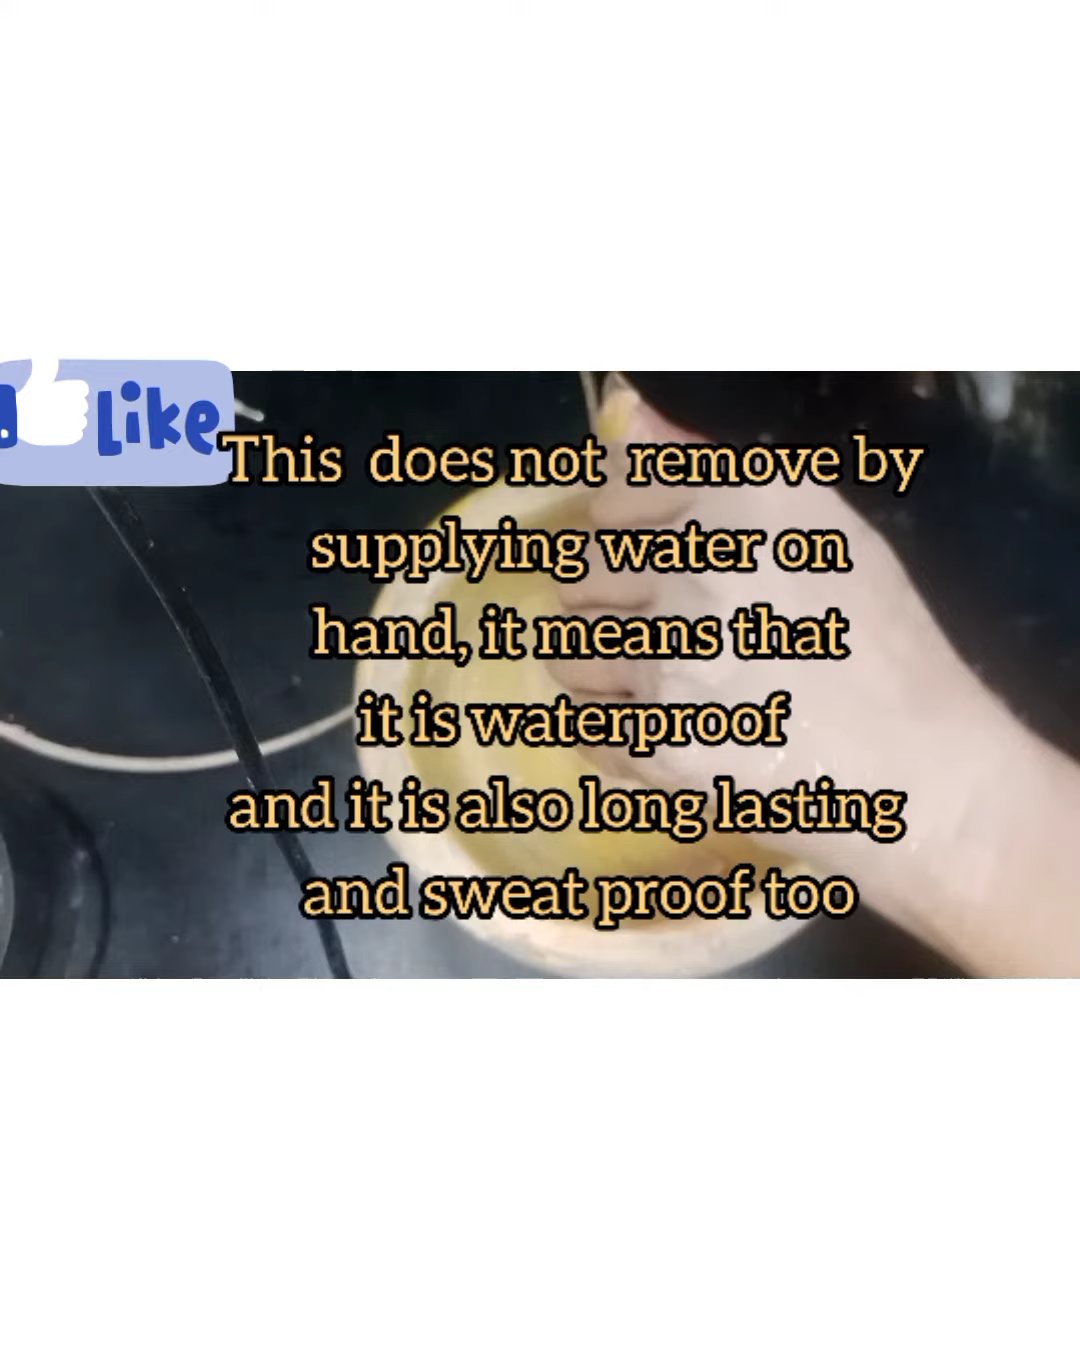 Like
This does not remove by
supplying water on
hand, it means that
it is waterproof
and it is also long lasting
and sweat proof too